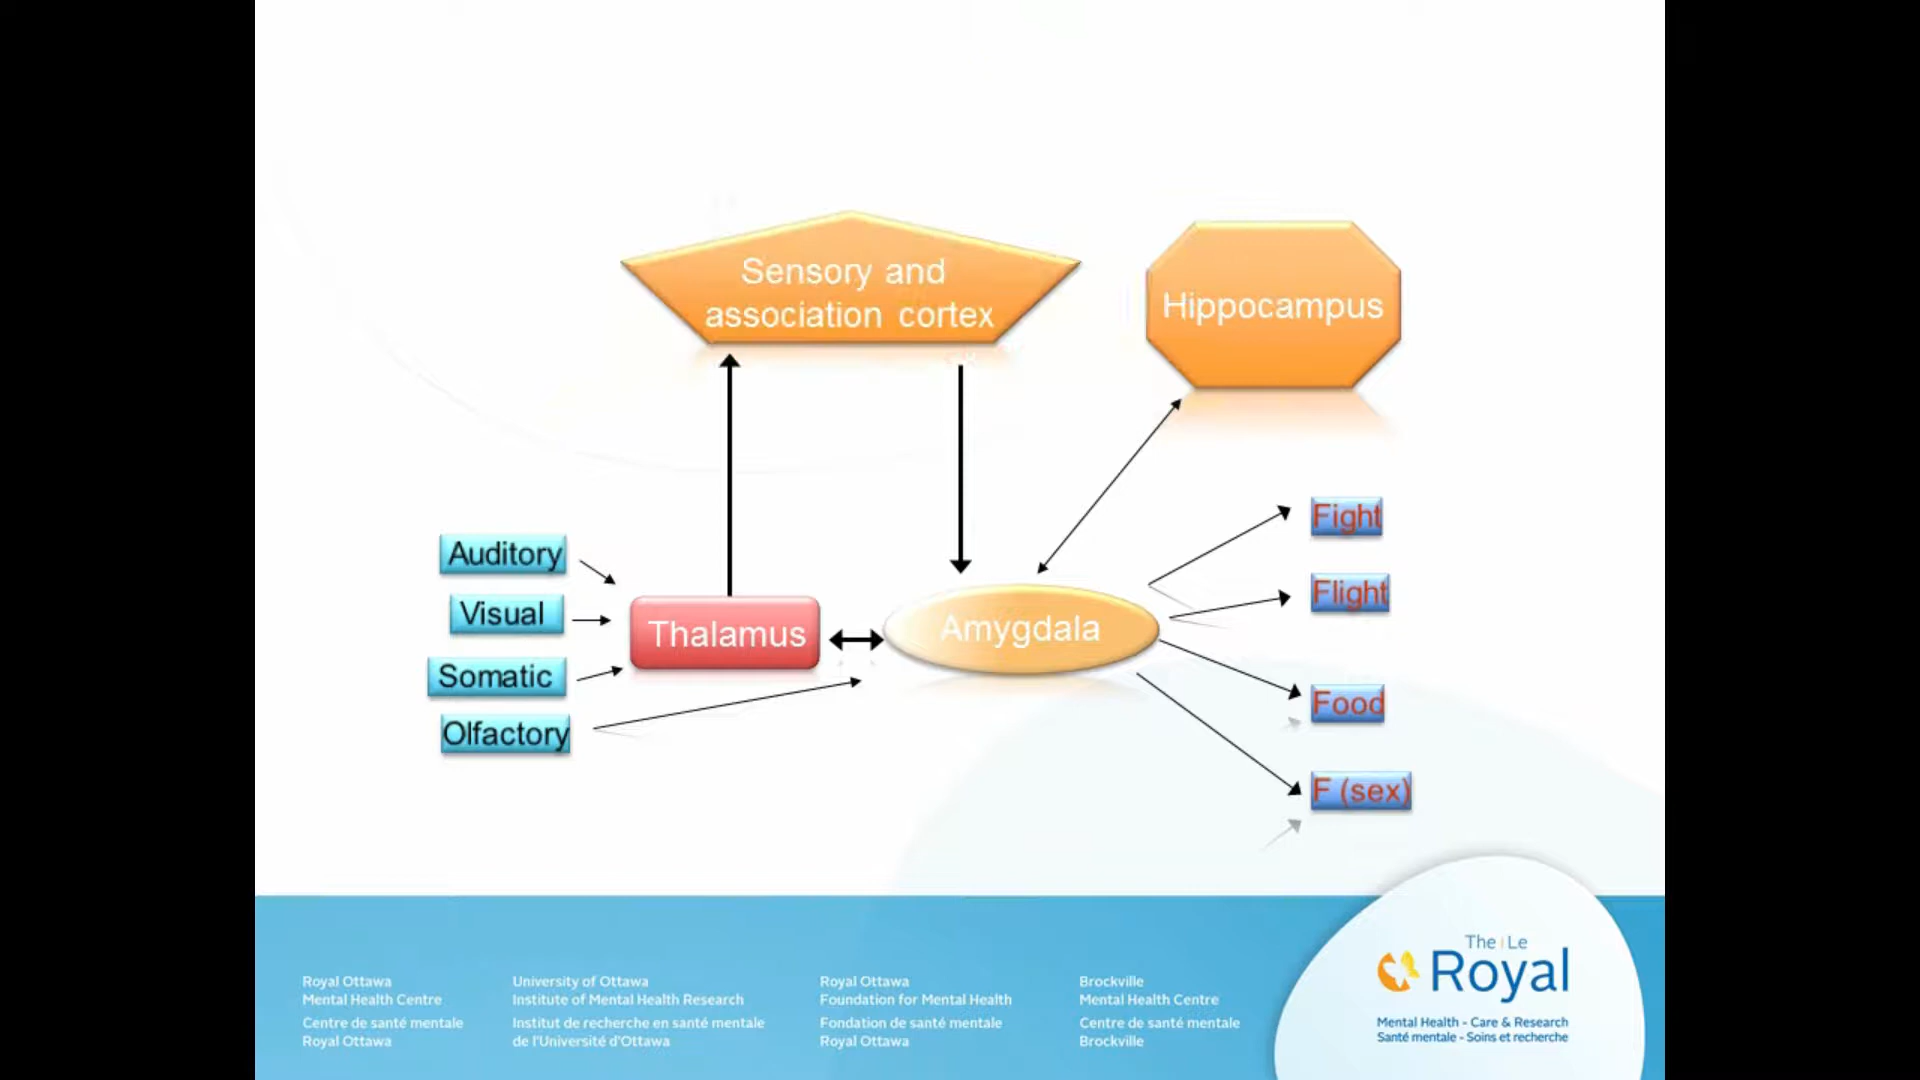 Sensory and
association cortex
Hippocampus
Auditory
Visual
Somatic
Olfactory
Thalamus
Amygdala
Fight
Flight
Food
F (sex)
Royal Ottawa
Mental Health Centre
Centre de santé mentale
Royal Ottawa
University of Ottawa
Institute of Mental Health Research
Institut de recherche en santé mentale
de l'Université d'Ottawa
Royal Ottawa
Foundation for Mental Health
Fondation de santé mentale
Royal Ottawa
Brockville
Mental Health Centre
Centre de santé mentale
Brockville
The | Le
Royal
Mental Health - Care & Research
Santé mentale - Soins et recherche